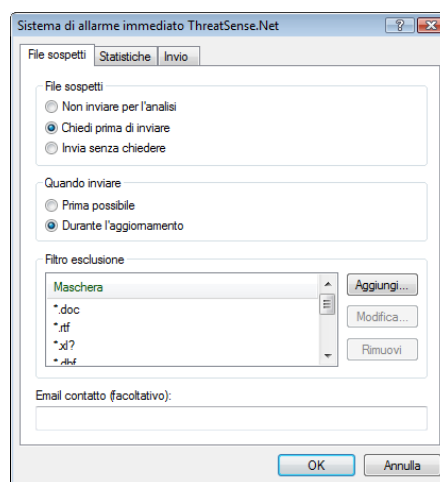 Sistema di allarme immediato ThreatSense.Net
File sospetti Statistiche Invio
File sospetti
Non inviare per l'analisi
Chiedi prima di inviare
Invia senza chiedere
Quando inviare
Prima possibile
Durante l'aggiornamento
Filtro esclusione
Maschera
*.doc
*.rtf
*.xl?
*.dbf
Aggiungi...
Modifica...
Rimuovi
Email contatto (facoltativo):
OK Annulla